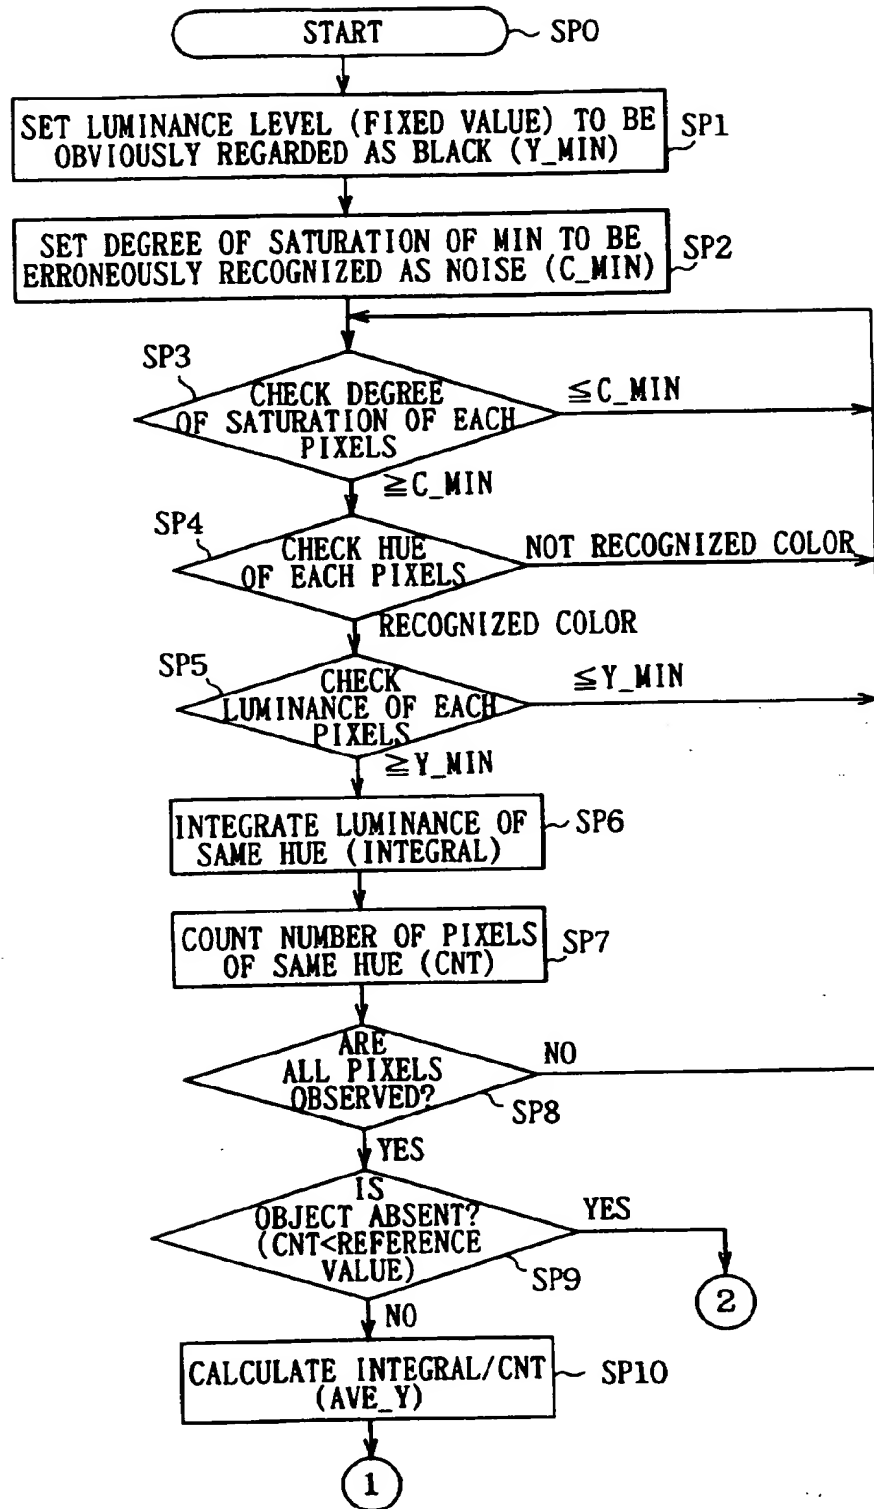 START
SP0
SET LUMINANCE LEVEL (FIXED VALUE) TO BE
OBVIOUSLY REGARDED AS BLACK (Y_MIN)
SP1
SET DEGREE OF SATURATION OF MIN TO BE
ERRONEOUSLY RECOGNIZED AS NOISE (C_MIN)
SP2
SP3
CHECK DEGREE
OF SATURATION OF EACH
PIXELS
≦C_MIN
≧C_MIN
SP4
CHECK HUE
OF EACH PIXELS
NOT RECOGNIZED COLOR
RECOGNIZED COLOR
SP5
CHECK
LUMINANCE OF EACH
PIXELS
≦Y_MIN
≧Y_MIN
INTEGRATE LUMINANCE OF
SAME HUE (INTEGRAL)
SP6
COUNT NUMBER OF PIXELS
OF SAME HUE (CNT)
SP7
ARE
ALL PIXELS
OBSERVED?
NO
SP8
YES
IS
OBJECT ABSENT?
(CNT<REFERENCE
VALUE)
YES
SP9
2
NO
CALCULATE INTEGRAL/CNT
(AVE_Y)
SP10
1